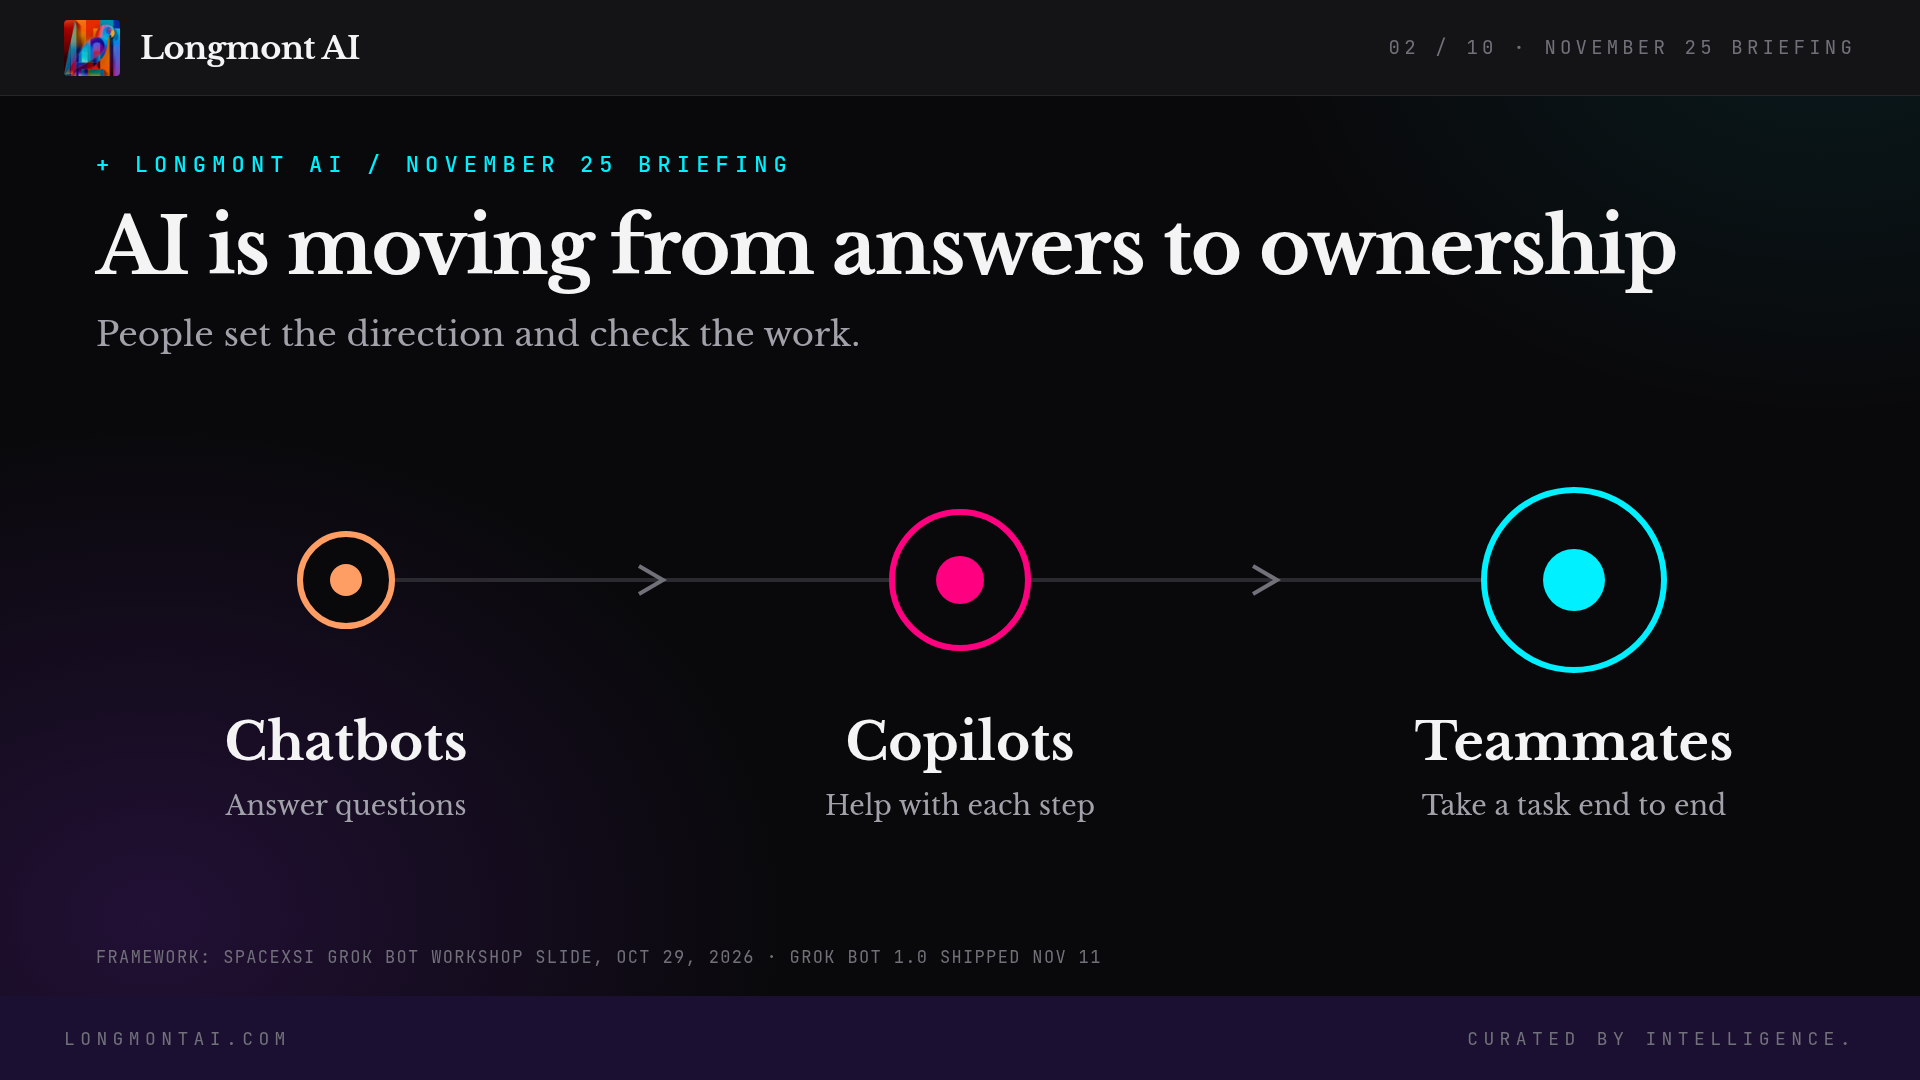 Longmont AI
02 / 10 · NOVEMBER 25 BRIEFING
+ LONGMONT AI / NOVEMBER 25 BRIEFING
AI is moving from answers to ownership
People set the direction and check the work.
Chatbots
Answer questions
Copilots
Help with each step
Teammates
Take a task end to end
FRAMEWORK: SPACEXSI GROK BOT WORKSHOP SLIDE, OCT 29, 2026 · GROK BOT 1.0 SHIPPED NOV 11
LONGMONTAI.COM
CURATED BY INTELLIGENCE.